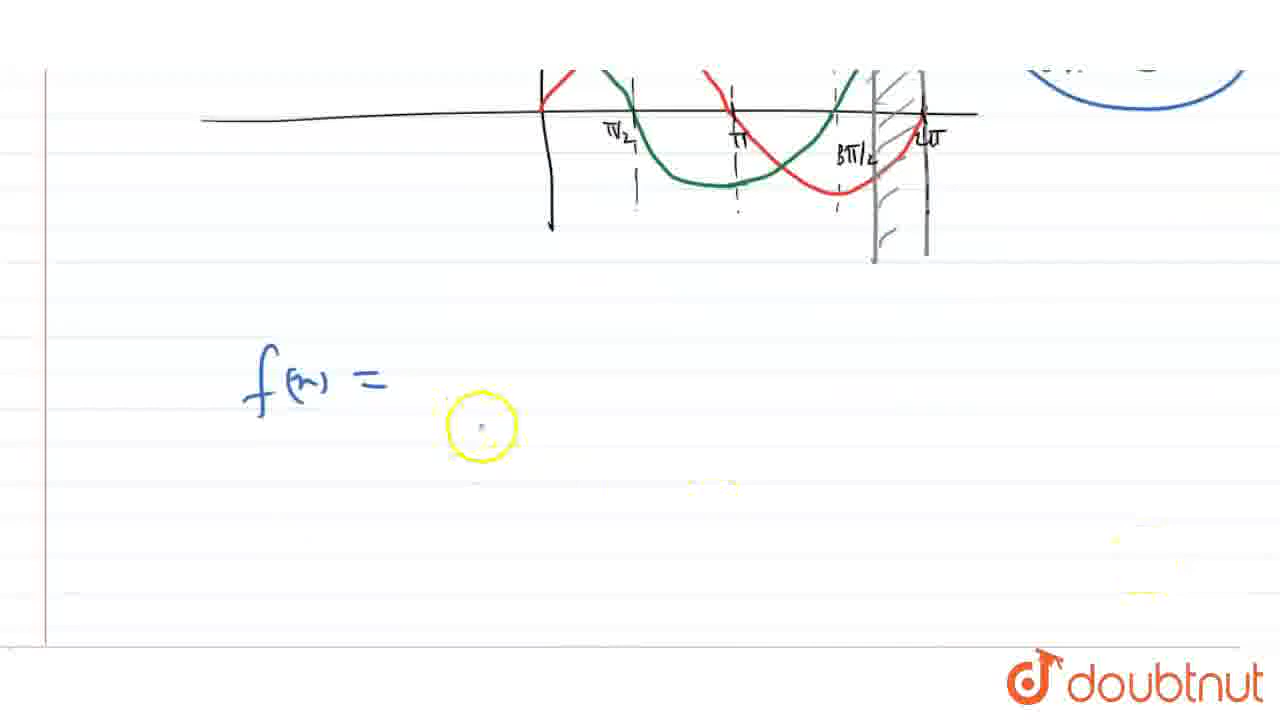 π/2 π 3π/2 2π
f(x) =
doubtnut